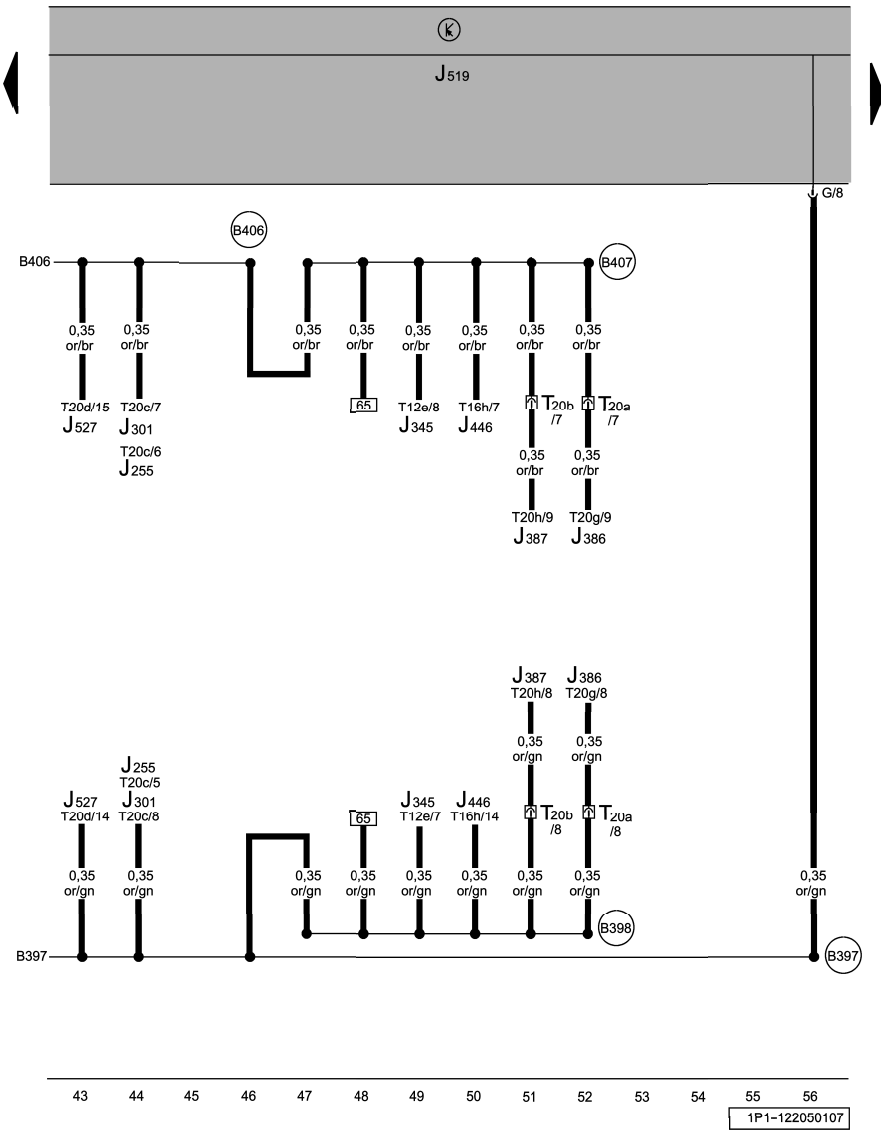 K
J519
G/8
B406
B406
B407
0,35 0,35 0,35 0,35 0,35 0,35 0,35 0,35
or/br or/br or/br or/br or/br or/br or/br or/br
T20d/15 T20c/7 65 T12e/8 T16h/7 T20b T20a
/7 /7
J527 J301 J345 J446
T20c/6
J255
0,35 0,35
or/br or/br
T20h/9 T20g/9
J387 J386
J387 J386
T20h/8 T20g/8
0,35 0,35
or/gn or/gn
J255
T20c/5
J527 J301 J345 J446
T20d/14 T20c/8 65 T12e/7 T16h/14 T20b T20a
/8 /8
0,35 0,35 0,35 0,35 0,35 0,35 0,35 0,35 0,35
or/gn or/gn or/gn or/gn or/gn or/gn or/gn or/gn or/gn
B398
B397 B397
43 44 45 46 47 48 49 50 51 52 53 54 55 56
1P1-122050107